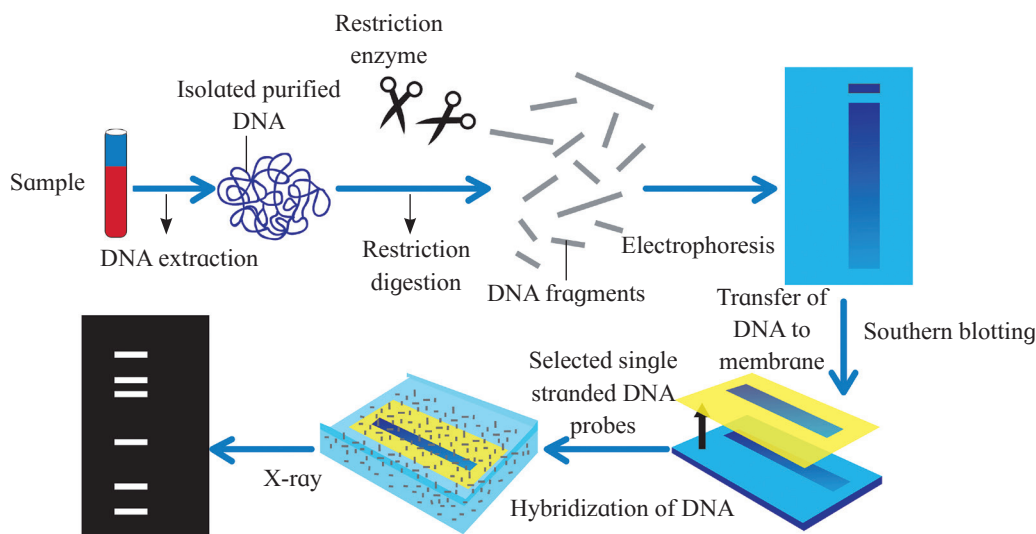 Restriction
enzyme
Isolated purified
DNA
Sample
DNA extraction
Restriction
digestion
DNA fragments
Electrophoresis
Transfer of
DNA to
membrane
Southern blotting
Selected single
stranded DNA
probes
Hybridization of DNA
X-ray